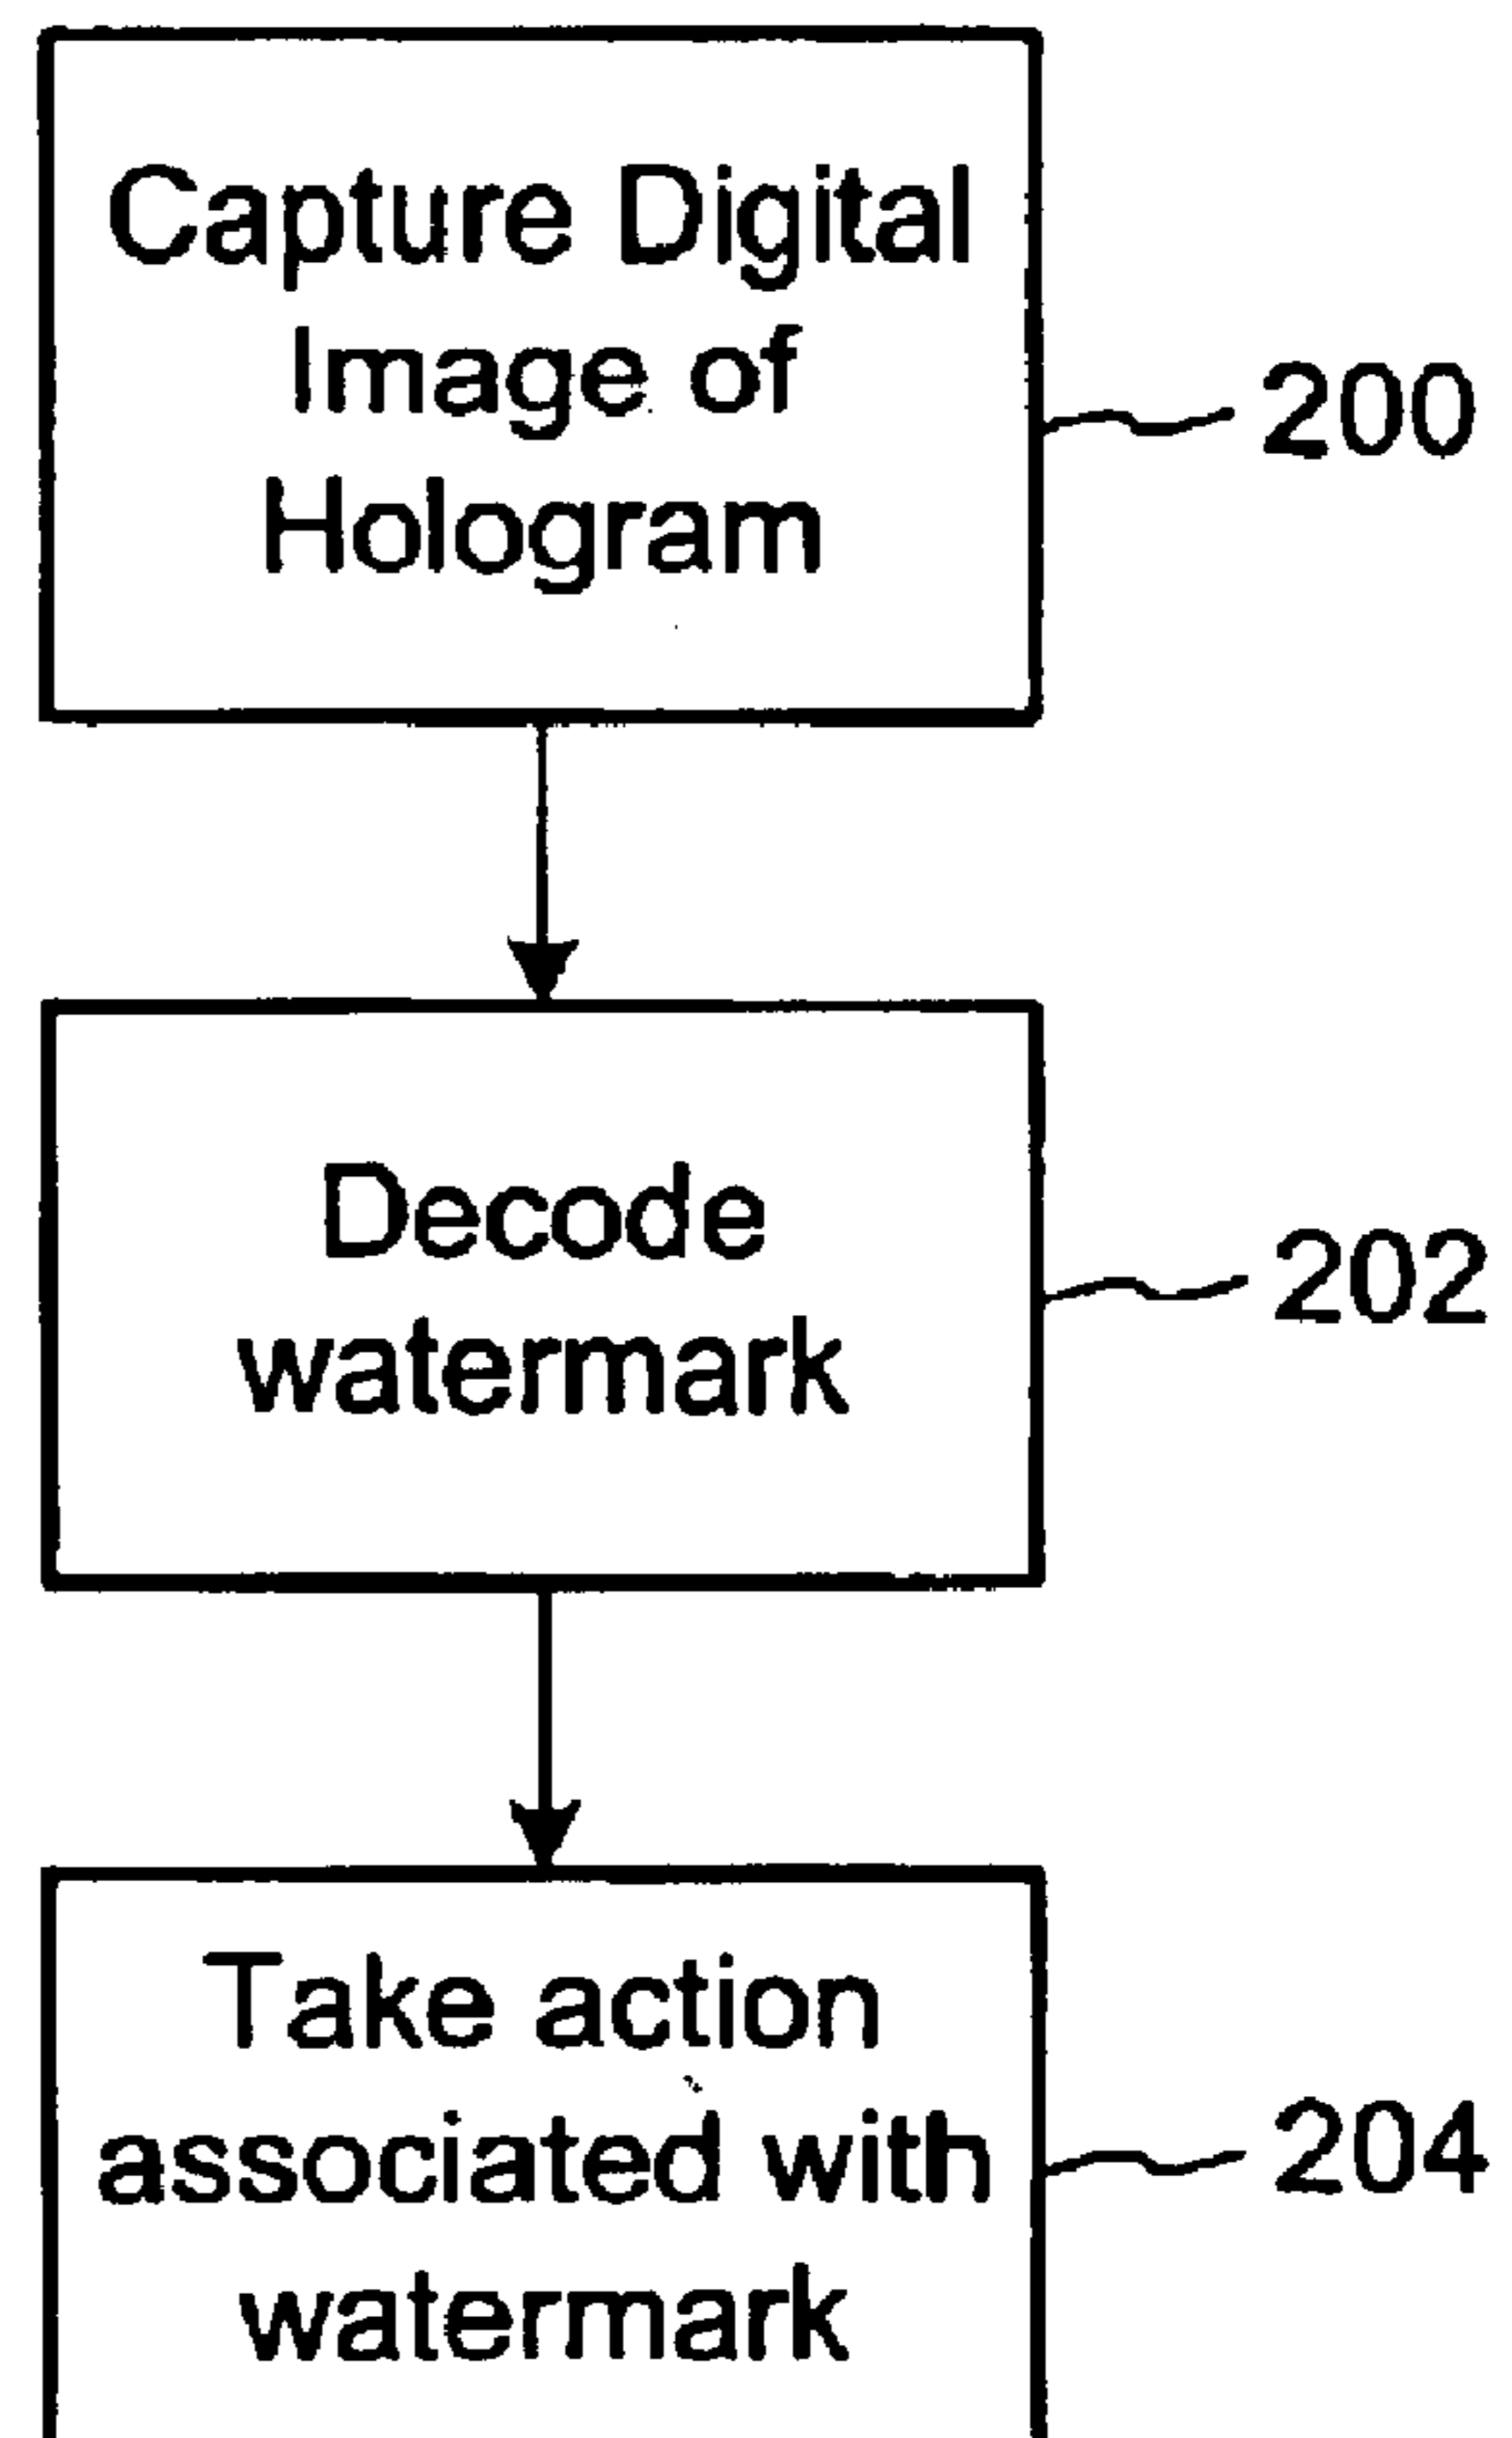 Capture Digital
Image of
Hologram
200
Decode
watermark
202
Take action
associated with
watermark
204